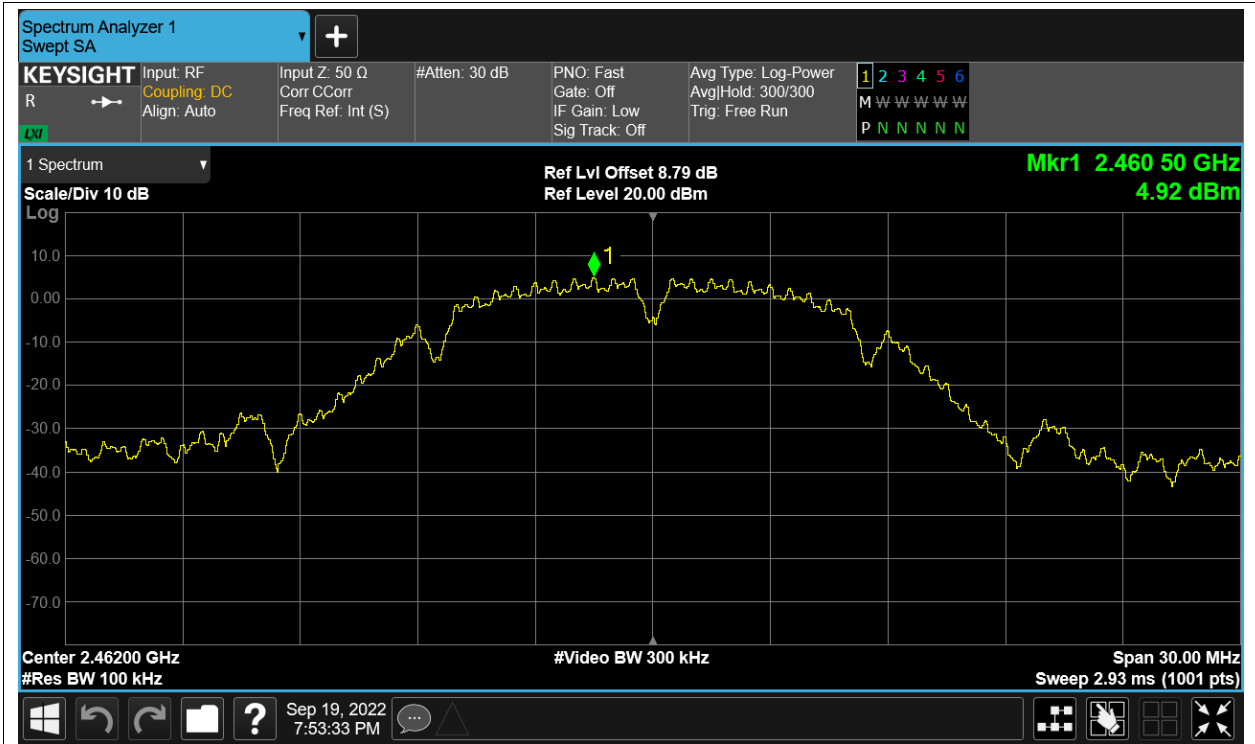 Spectrum Analyzer 1
Swept SA
KEYSIGHT
R
LXI
Input: RF
Coupling: DC
Align: Auto
Input Z: 50 Ω
Corr CCorr
Freq Ref: Int (S)
#Atten: 30 dB
PNO: Fast
Gate: Off
IF Gain: Low
Sig Track: Off
Avg Type: Log-Power
Avg|Hold: 300/300
Trig: Free Run
1 2 3 4 5 6
M W W W W W
P N N N N N
1 Spectrum
Scale/Div 10 dB
Log
Ref Lvl Offset 8.79 dB
Ref Level 20.00 dBm
Mkr1 2.460 50 GHz
4.92 dBm
1
10.0
0.00
-10.0
-20.0
-30.0
-40.0
-50.0
-60.0
-70.0
Center 2.46200 GHz
#Res BW 100 kHz
#Video BW 300 kHz
Span 30.00 MHz
Sweep 2.93 ms (1001 pts)
?
Sep 19, 2022
7:53:33 PM